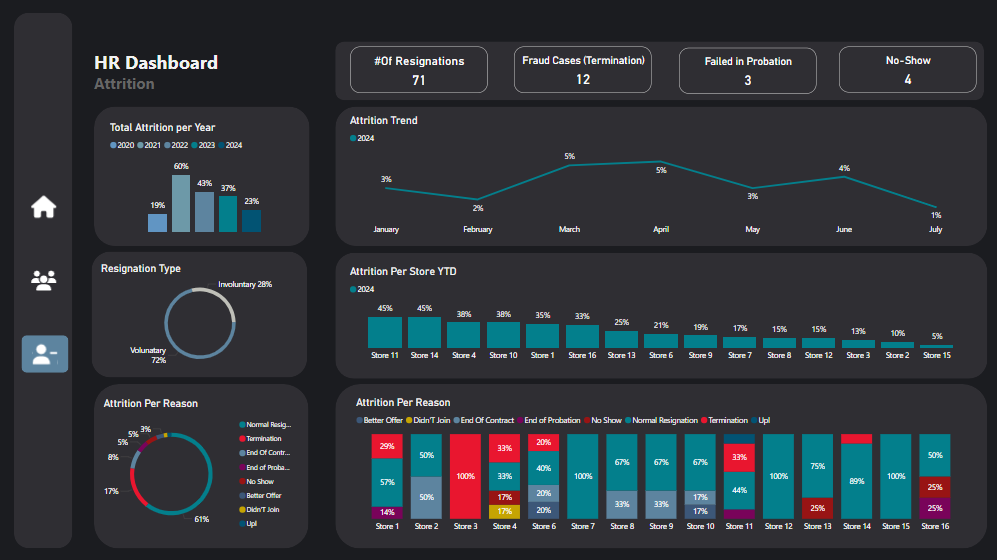 HR Dashboard
Attrition
#Of Resignations
71
Fraud Cases (Termination)
12
Failed in Probation
3
No-Show
4
Total Attrition per Year
2020 2021 2022 2023 2024
19% 60% 43% 37% 23%
Attrition Trend
2024
3% 2% 5% 5% 3% 4% 1%
January February March April May June July
Resignation Type
Involuntary 28%
Volunatary
72%
Attrition Per Store YTD
2024
45% 45% 38% 38% 35% 33% 25% 21% 19% 17% 15% 15% 13% 10% 5%
Store 11 Store 14 Store 4 Store 10 Store 1 Store 16 Store 13 Store 6 Store 9 Store 7 Store 8 Store 12 Store 3 Store 2 Store 15
Attrition Per Reason
3%
5%
5%
8%
17%
61%
Normal Resig...
Termination
End Of Contr...
End of Proba...
No Show
Better Offer
Didn'T Join
Upl
Attrition Per Reason
Better Offer Didn'T Join End Of Contract End of Probation No Show Normal Resignation Termination Upl
29% 57% 14%
50% 50%
100%
33% 33% 17% 17%
20% 40% 20% 20%
100%
67% 33%
67% 33%
67% 17% 17%
33% 44%
100%
75% 25%
89%
100%
50% 25% 25%
Store 1 Store 2 Store 3 Store 4 Store 6 Store 7 Store 8 Store 9 Store 10 Store 11 Store 12 Store 13 Store 14 Store 15 Store 16